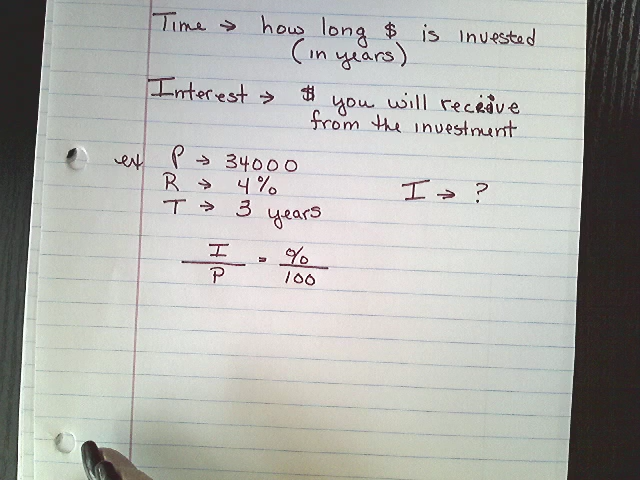 Time → how long $ is invested
(in years)
Interest → $ you will receive
from the investment
ex P → 34000
R → 4%
T → 3 years
I → ?
I = %
P 100